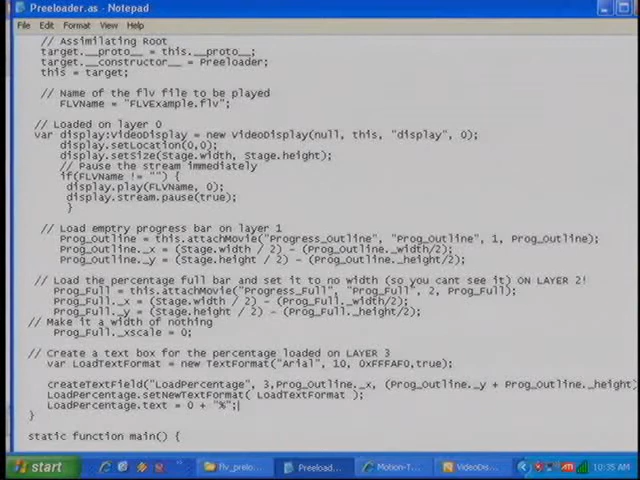 Preeloader.as - Notepad
File Edit Format View Help
// Assimilating Root
target.__proto__ = this.__proto__;
target.__constructor__ = Preeloader;
this = target;
// Name of the flv file to be played
FLVName = "FLVExample.flv";
// Loaded on layer 0
var display:VideoDisplay = new VideoDisplay(null, this, "display", 0);
display.setLocation(0,0);
display.setSize(Stage.width, Stage.height);
// Pause the stream immediately
if(FLVName != "") {
display.play(FLVName, 0);
display.stream.pause(true);
}
// Load emptry progress bar on layer 1
Prog_Outline = this.attachMovie("Progress_Outline", "Prog_Outline", 1, Prog_Outline);
Prog_Outline._x = (Stage.width / 2) - (Prog_Outline._width/2);
Prog_Outline._y = (Stage.height / 2) - (Prog_Outline._height/2);
// Load the percentage full bar and set it to no width (so you cant see it) ON LAYER 2!
Prog_Full = this.attachMovie("Progress_Full", "Prog_Full", 2, Prog_Full);
Prog_Full._x = (Stage.width / 2) - (Prog_Full._width/2);
Prog_Full._y = (Stage.height / 2) - (Prog_Full._height/2);
// Make it a width of nothing
Prog_Full._xscale = 0;
// Create a text box for the percentage loaded on LAYER 3
var LoadTextFormat = new TextFormat("Arial", 10, 0xFFFAF0,true);
createTextField("LoadPercentage", 3,Prog_Outline._x, (Prog_Outline._y + Prog_Outline._height)
LoadPercentage.setNewTextFormat( LoadTextFormat );
LoadPercentage.text = 0 + "%";
}
static function main() {
start
flv_prelo...
Preeload...
Motion-T...
VideoDis...
ATI
10:35 AM